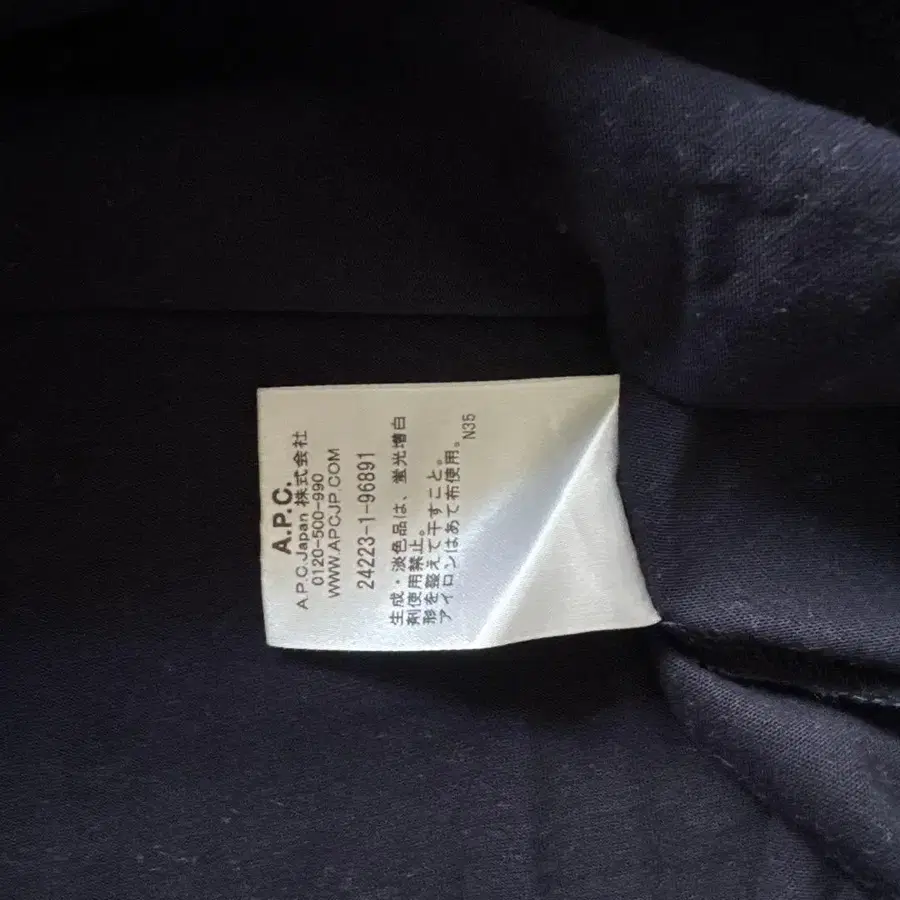 A.P.C.
A.P.C.Japan 株式会社
0120-500-990
WWW.APCJP.COM
24223-1-96891
生成・淡色品は、蛍光増白
剤使用禁止。
形を整えて干すこと。
アイロンはあて布使用。
N35